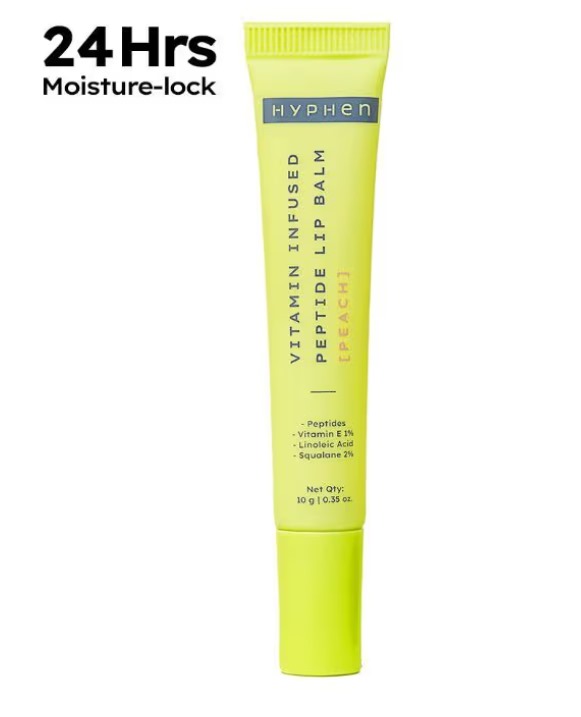 24Hrs
Moisture-lock
HYPHEN
VITAMIN INFUSED
PEPTIDE LIP BALM
[PEACH]
- Peptides
- Vitamin E 1%
- Linoleic Acid
- Squalane 2%
Net Qty:
10 g | 0.35 oz.